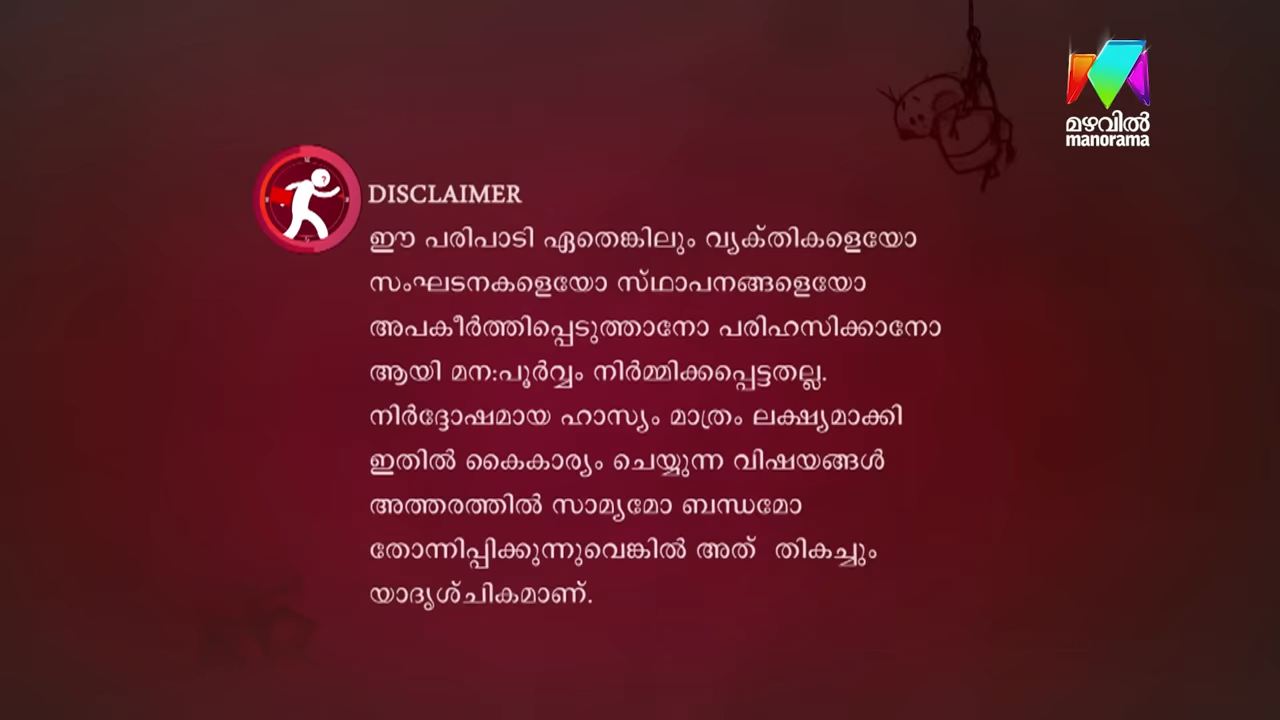 മഴവിൽ
manorama
DISCLAIMER
ഈ പരിപാടി ഏതെങ്കിലും വ്യക്തികളെയോ
സംഘടനകളെയോ സ്ഥാപനങ്ങളെയോ
അപകീർത്തിപ്പെടുത്താനോ പരിഹസിക്കാനോ
ആയി മന:പൂർവ്വം നിർമ്മിക്കപ്പെട്ടതല്ല.
നിർദ്ദോഷമായ ഹാസ്യം മാത്രം ലക്ഷ്യമാക്കി
ഇതിൽ കൈകാര്യം ചെയ്യുന്ന വിഷയങ്ങൾ
അത്തരത്തിൽ സാമ്യമോ ബന്ധമോ
തോന്നിപ്പിക്കുന്നുവെങ്കിൽ അത് തികച്ചും
യാദൃശ്ചികമാണ്.